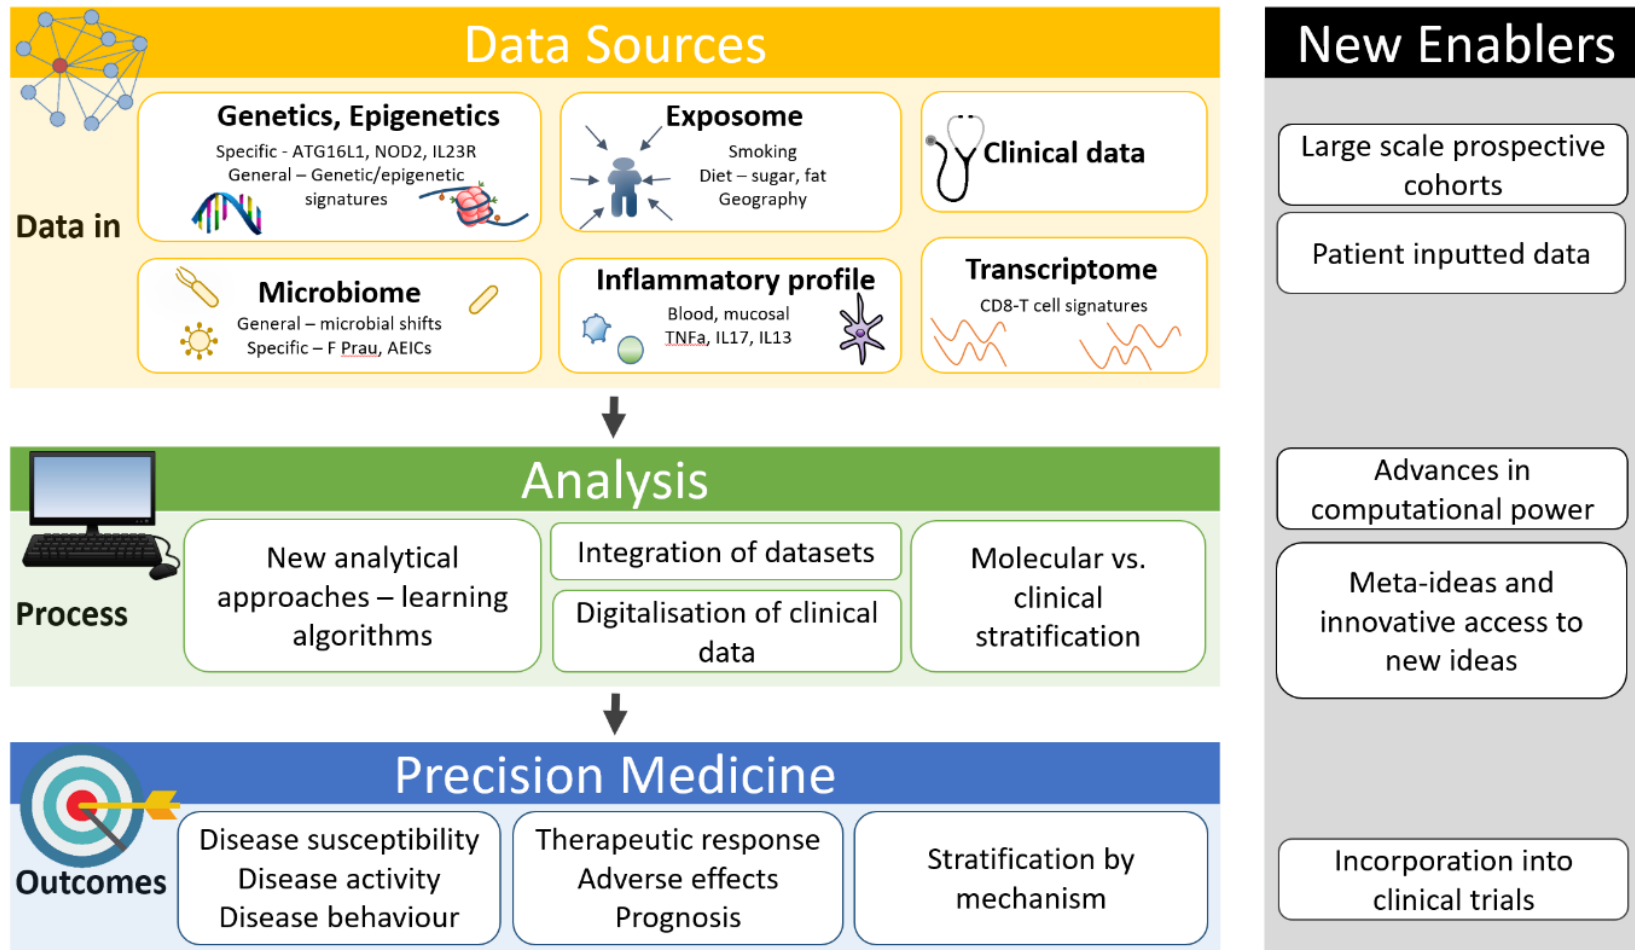 Data Sources
Data in
Genetics, Epigenetics
Specific - ATG16L1, NOD2, IL23R
General – Genetic/epigenetic
signatures
Exposome
Smoking
Diet – sugar, fat
Geography
Clinical data
Microbiome
General – microbial shifts
Specific – F Prau, AEICs
Inflammatory profile
Blood, mucosal
TNFa, IL17, IL13
Transcriptome
CD8-T cell signatures
Analysis
Process
New analytical
approaches – learning
algorithms
Integration of datasets
Digitalisation of clinical
data
Molecular vs.
clinical
stratification
Precision Medicine
Outcomes
Disease susceptibility
Disease activity
Disease behaviour
Therapeutic response
Adverse effects
Prognosis
Stratification by
mechanism
New Enablers
Large scale prospective
cohorts
Patient inputted data
Advances in
computational power
Meta-ideas and
innovative access to
new ideas
Incorporation into
clinical trials